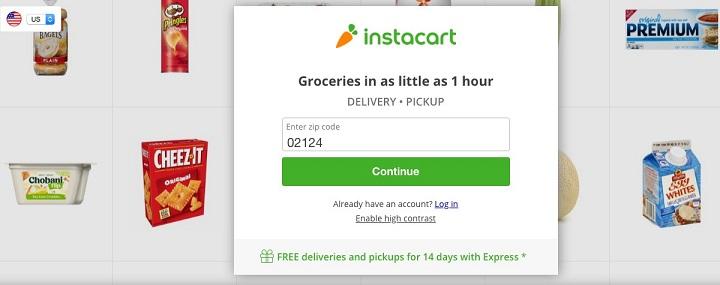 US
BAGELS
PLAIN
Pringles
original
PREMIUM
instacart
Groceries in as little as 1 hour
DELIVERY • PICKUP
Enter zip code
02124
Continue
Already have an account? Log in
Enable high contrast
FREE deliveries and pickups for 14 days with Express *
Chobani
CHEEZ-IT
ORIGINAL
WHITES